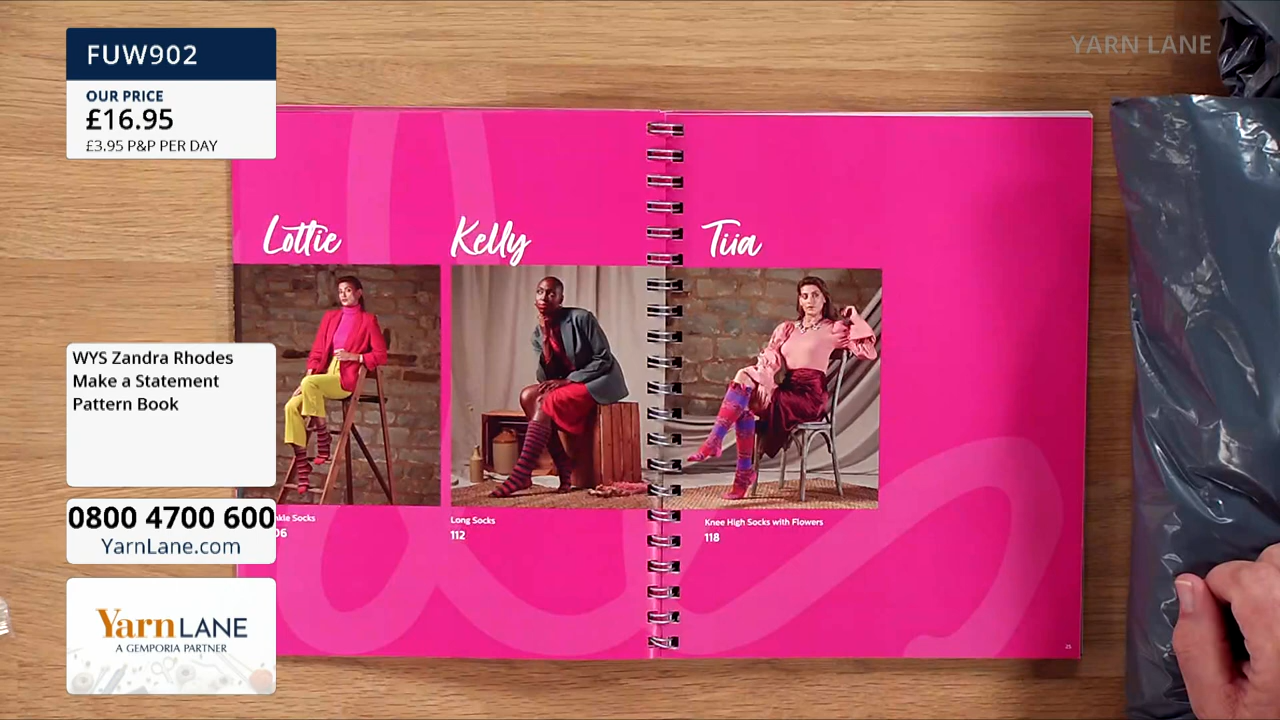 FUW902
OUR PRICE
£16.95
£3.95 P&P PER DAY
YARN LANE
Lottie
Kelly
Tiia
WYS Zandra Rhodes
Make a Statement
Pattern Book
Socks
Long Socks
112
Knee High Socks with Flowers
118
0800 4700 600
YarnLane.com
Yarn LANE
A GEMPORIA PARTNER
25